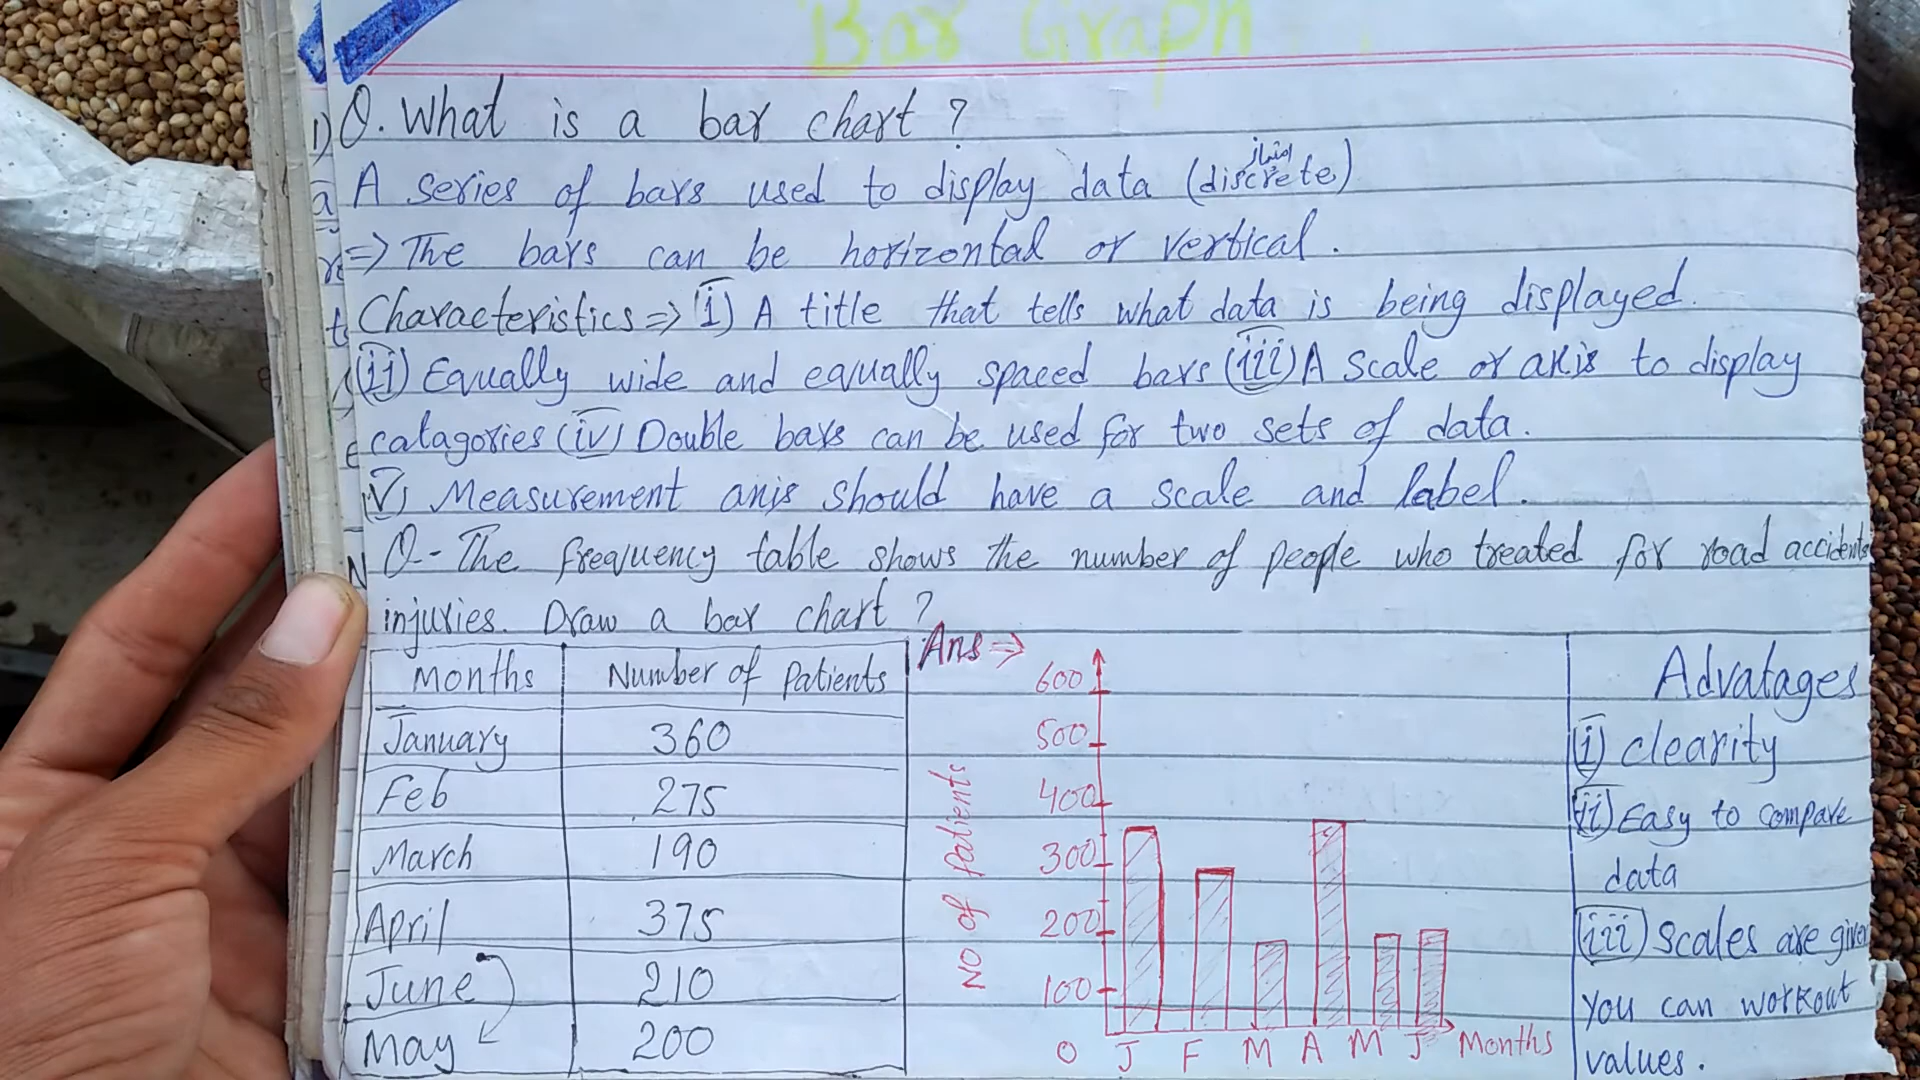 Bar Graph
1) Q. What is a bar chart ?
A series of bars used to display data (discrete)
=> The bars can be horizontal or vertical.
Characteristics => (i) A title that tells what data is being displayed.
(ii) Equally wide and equally spaced bars (iii) A scale or axis to display
catagories (iv) Double bars can be used for two sets of data.
(v) Measurement anis should have a scale and label.
Q- The frequency table shows the number of people who treated for road accident
injuries. Draw a bar chart ?
Months Number of Patients
January 360
Feb 275
March 190
April 375
June 210
May 200
Ans =>
600
500
400
300
200
100
0 J F M A M J Months
NO of Patients
Advatages
(i) clearity
(ii) Easy to compare
data
(iii) Scales are given
you can workout
values.